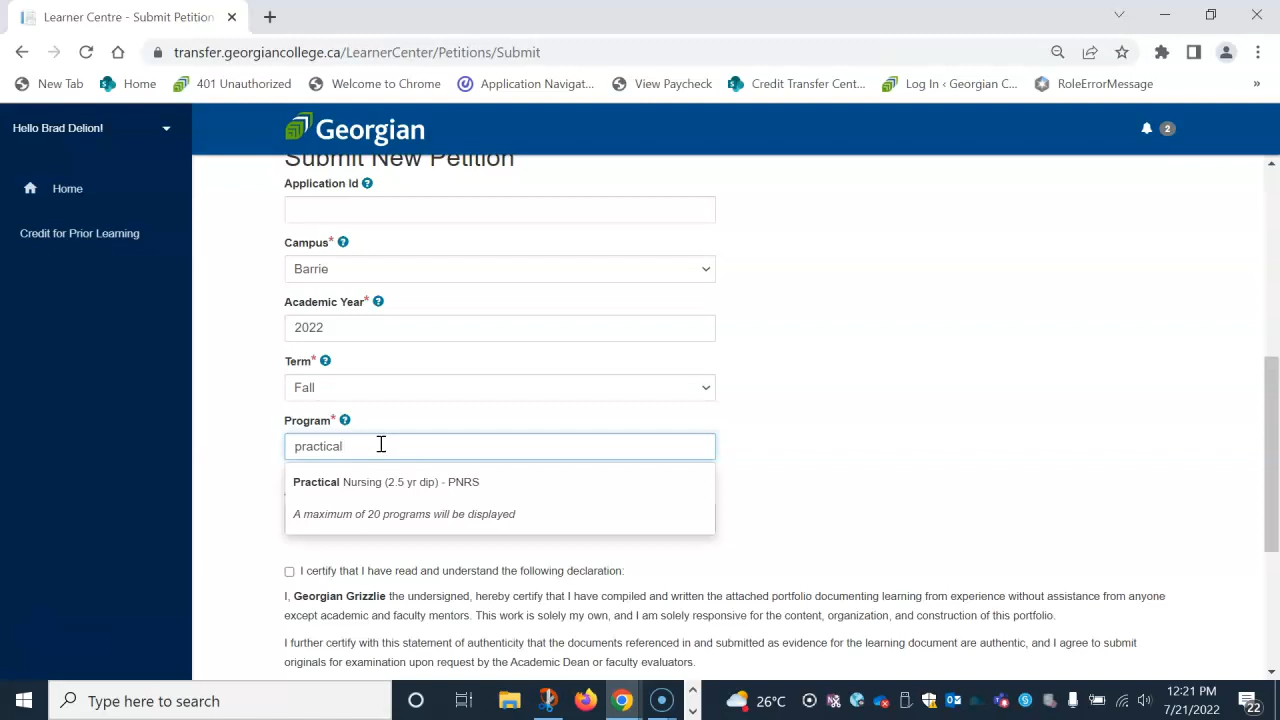 Learner Centre - Submit Petition
transfer.georgiancollege.ca/LearnerCenter/Petitions/Submit
New Tab Home 401 Unauthorized Welcome to Chrome Application Navigat... View Paycheck Credit Transfer Cent... Log In ‹ Georgian C... RoleErrorMessage »
Hello Brad Delion!
Georgian
2
Home
Credit for Prior Learning
Submit New Petition
Application Id ?
Campus* ?
Barrie
Academic Year* ?
2022
Term* ?
Fall
Program* ?
practical
Practical Nursing (2.5 yr dip) - PNRS
A maximum of 20 programs will be displayed
I certify that I have read and understand the following declaration:
I, Georgian Grizzlie the undersigned, hereby certify that I have compiled and written the attached portfolio documenting learning from experience without assistance from anyone
except academic and faculty mentors. This work is solely my own, and I am solely responsive for the content, organization, and construction of this portfolio.
I further certify with this statement of authenticity that the documents referenced in and submitted as evidence for the learning document are authentic, and I agree to submit
originals for examination upon request by the Academic Dean or faculty evaluators.
Type here to search
26°C
12:21 PM
7/21/2022
22